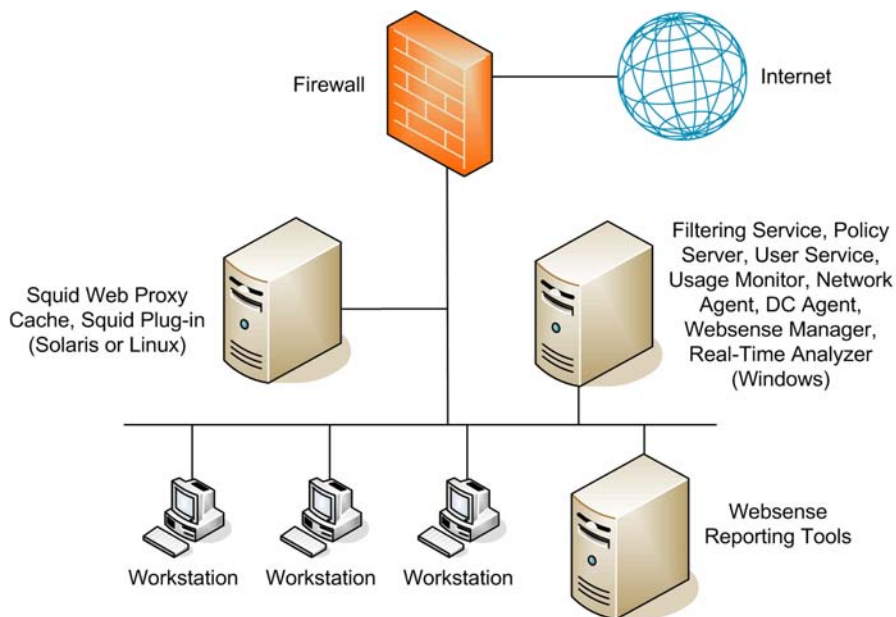 Firewall
Internet
Squid Web Proxy
Cache, Squid Plug-in
(Solaris or Linux)
Filtering Service, Policy
Server, User Service,
Usage Monitor, Network
Agent, DC Agent,
Websense Manager,
Real-Time Analyzer
(Windows)
Workstation
Workstation
Workstation
Websense
Reporting Tools